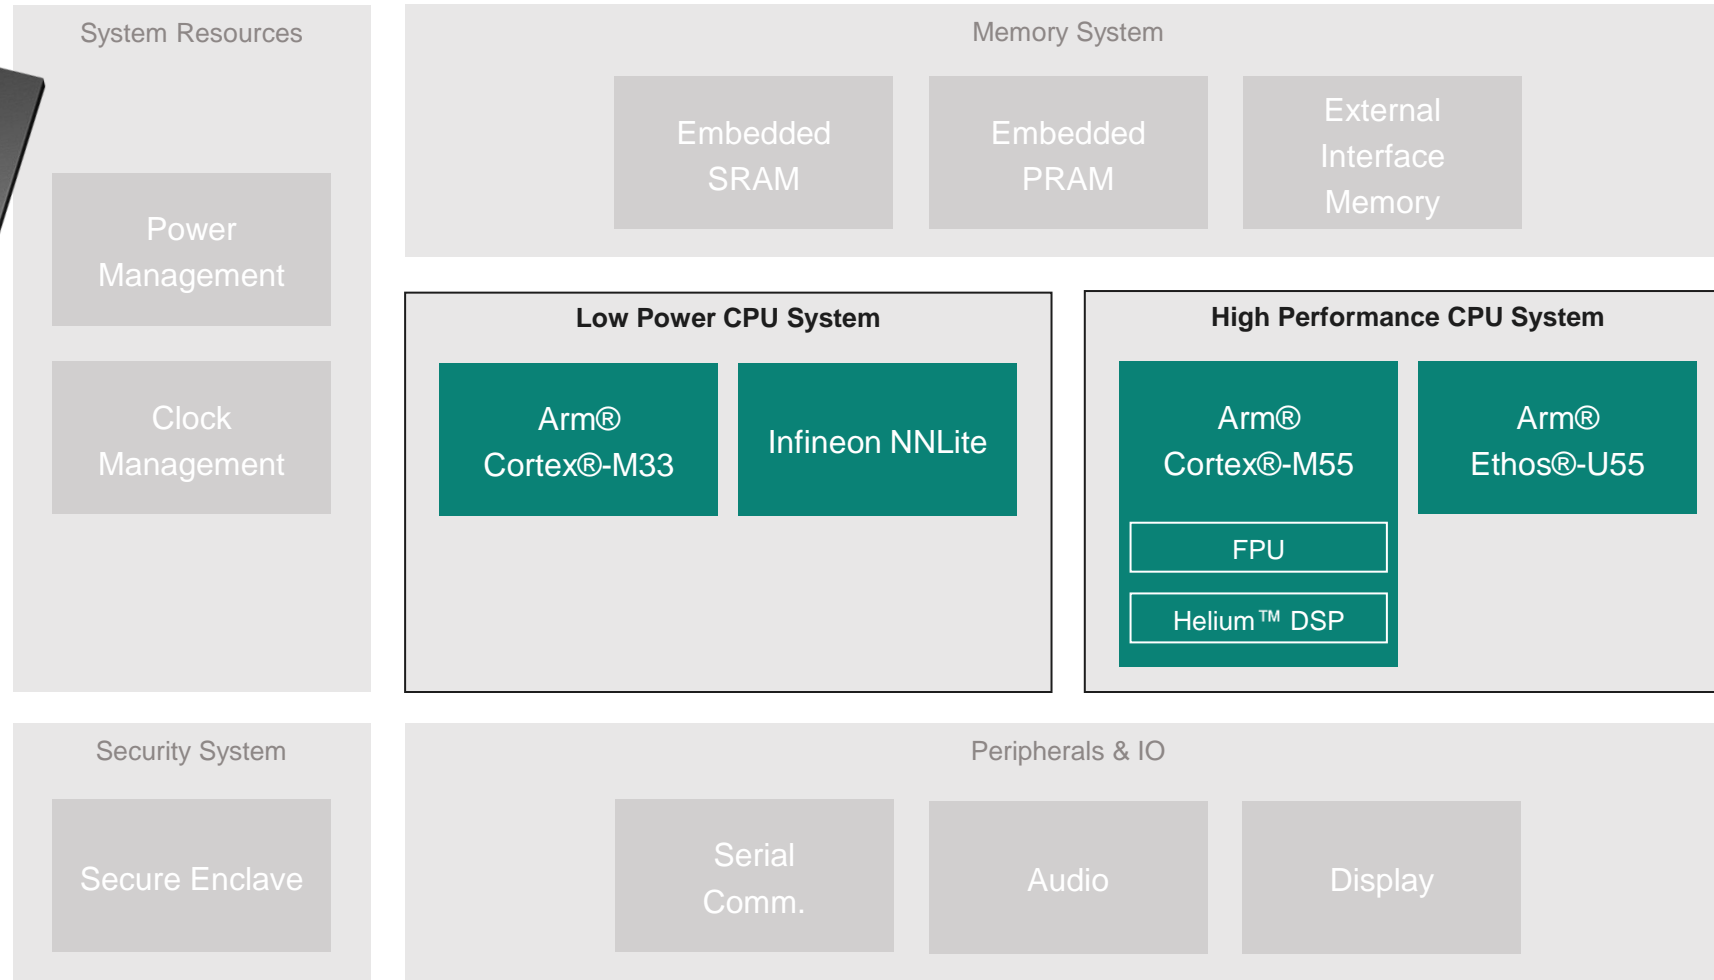 System Resources
Power
Management
Clock
Management
Memory System
Embedded
SRAM
Embedded
PRAM
External
Interface
Memory
Low Power CPU System
Arm®
Cortex®-M33
Infineon NNLite
High Performance CPU System
Arm®
Cortex®-M55
FPU
Helium™ DSP
Arm®
Ethos®-U55
Security System
Secure Enclave
Peripherals & IO
Serial
Comm.
Audio
Display